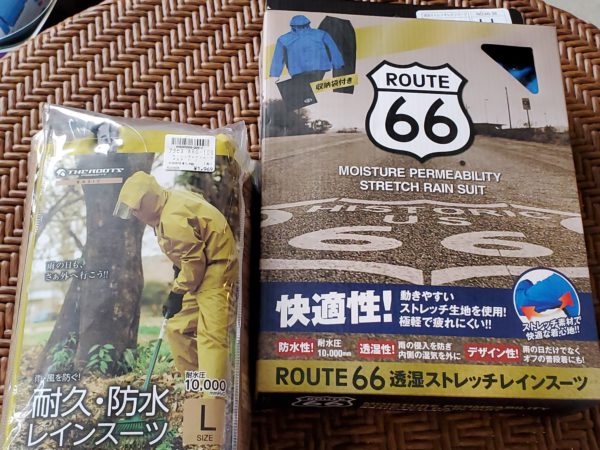 THE ROOTS
雨の日も、
さぁ外へ行こう!!
雨・風を防ぐ!
耐水圧
10,000
耐久・防水
レインスーツ
L
SIZE
収納袋付き
ROUTE
66
MOISTURE PERMEABILITY
STRETCH RAIN SUIT
HISTORIC
US
66
快適性!
動きやすい
ストレッチ生地を使用!
極軽で疲れにくい!!
ストレッチ素材で
快適な着心地!!
防水性!
耐水圧
10,000mm
透湿性!
雨の侵入を防ぎ
内側の湿気を外に
デザイン性!
雨の日だけでなく
オフの普段着にも!
ROUTE 66 透湿ストレッチレインスーツ
ROUTE
66